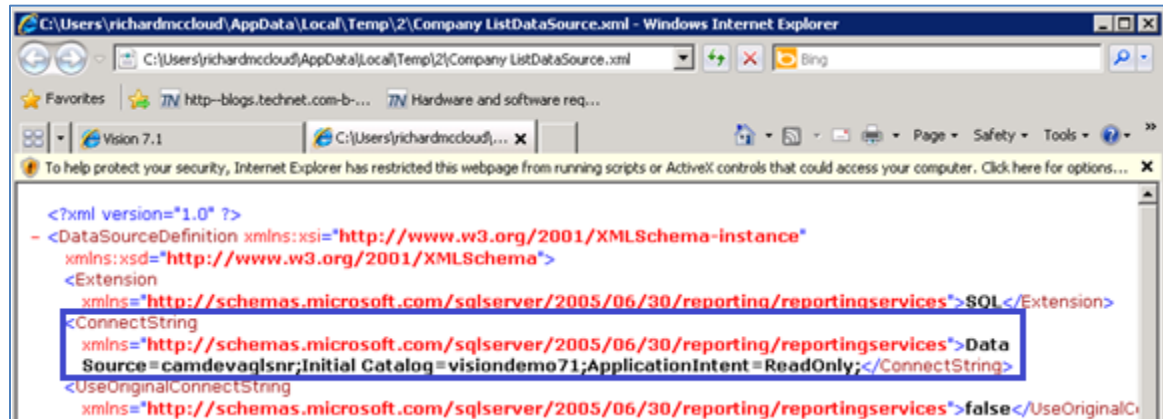 C:\Users\richardmccloud\AppData\Local\Temp\2\Company ListDataSource.xml - Windows Internet Explorer
C:\Users\richardmccloud\AppData\Local\Temp\2\Company ListDataSource.xml
Bing
Favorites TN http--blogs.technet.com-b-... TN Hardware and software req...
Vision 7.1 C:\Users\richardmccloud\... X Page Safety Tools »
To help protect your security, Internet Explorer has restricted this webpage from running scripts or ActiveX controls that could access your computer. Click here for options... X
<?xml version="1.0" ?>
- <DataSourceDefinition xmlns:xsi="http://www.w3.org/2001/XMLSchema-instance"
xmlns:xsd="http://www.w3.org/2001/XMLSchema">
<Extension
xmlns="http://schemas.microsoft.com/sqlserver/2005/06/30/reporting/reportingservices">SQL</Extension>
<ConnectString
xmlns="http://schemas.microsoft.com/sqlserver/2005/06/30/reporting/reportingservices">Data
Source=camdevaglsnr;Initial Catalog=visiondemo71;ApplicationIntent=ReadOnly;</ConnectString>
<UseOriginalConnectString
xmlns="http://schemas.microsoft.com/sqlserver/2005/06/30/reporting/reportingservices">false</UseOriginalC